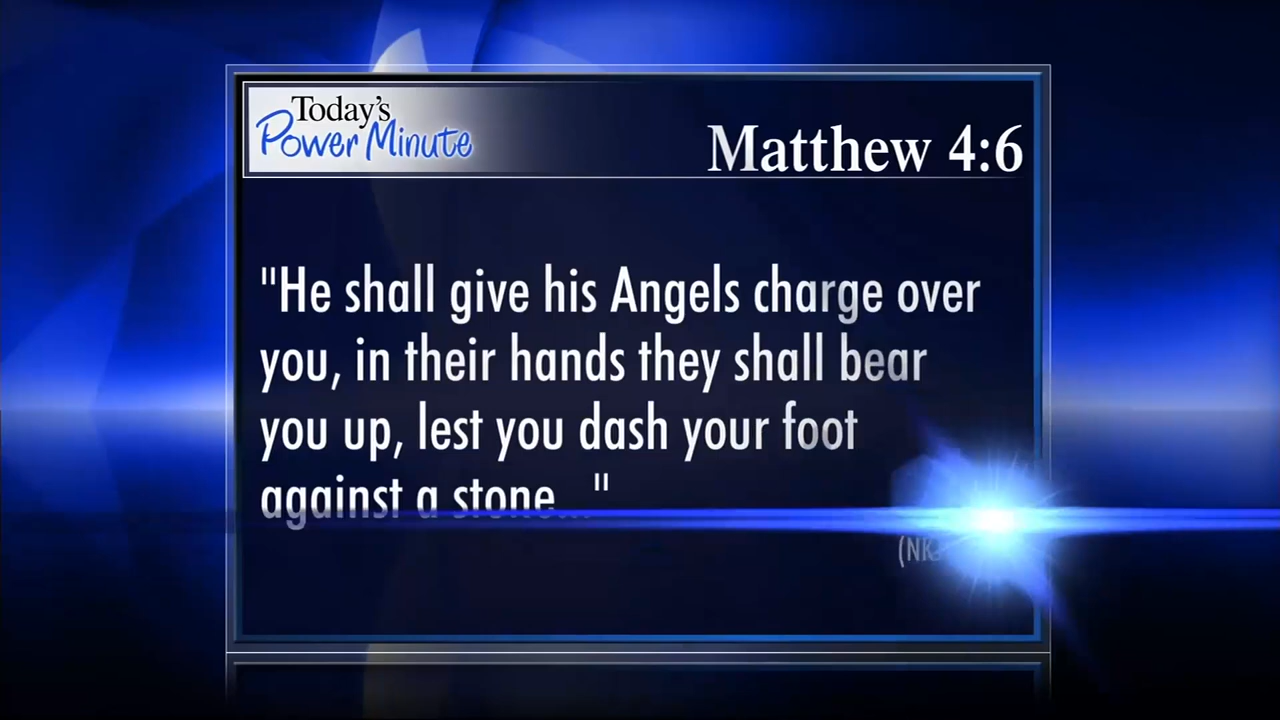 Today's
Power Minute
Matthew 4:6
"He shall give his Angels charge over
you, in their hands they shall bear
you up, lest you dash your foot
against a stone..."